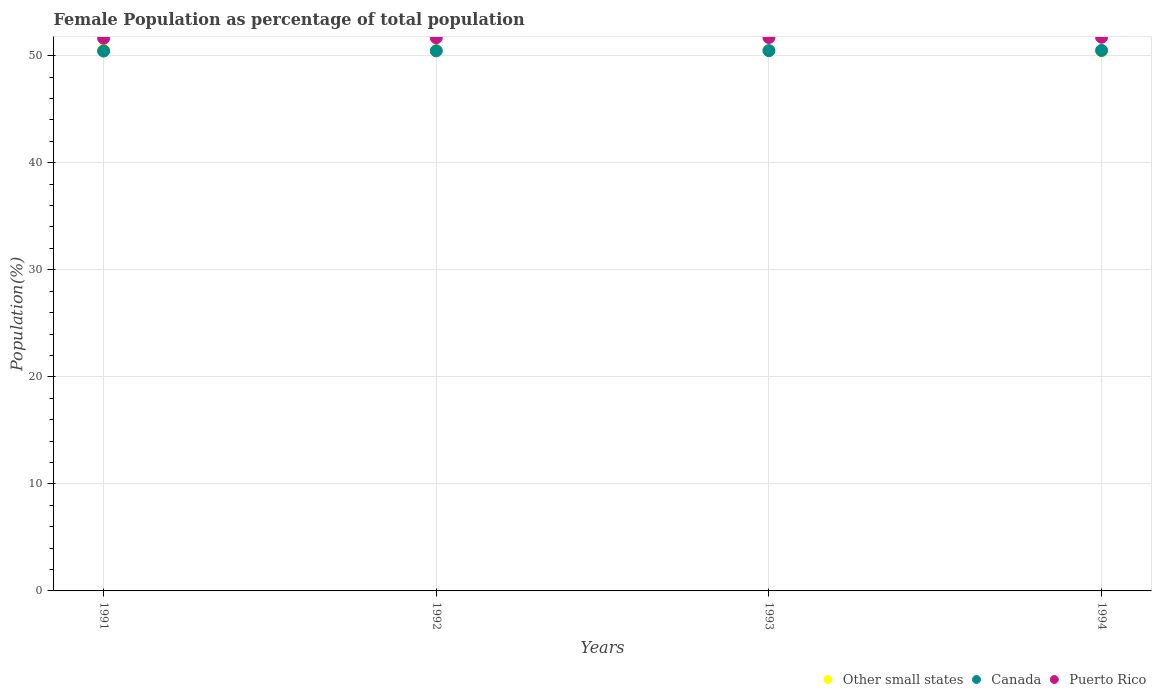 Female Population as percentage of total population
Population(%)
50
40
30
20
10
0
1991
1992
1993
1994
Years
Other small states
Canada
Puerto Rico